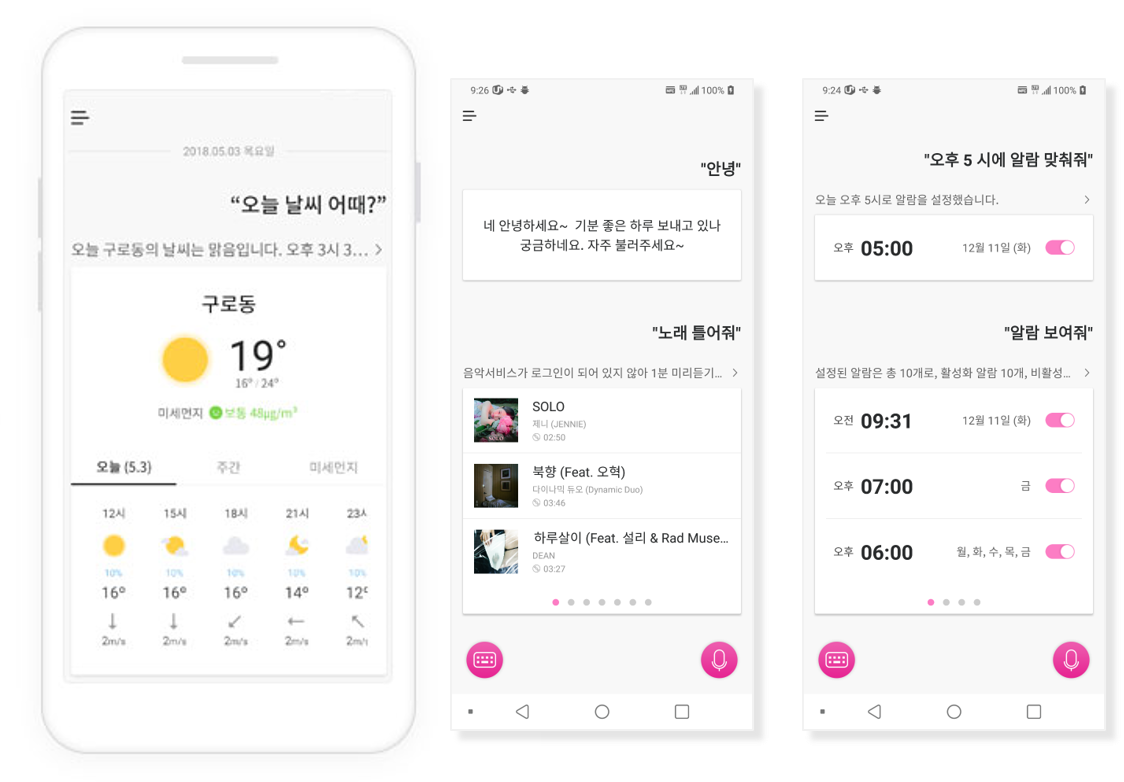 2018.05.03 목요일
“오늘 날씨 어때?”
오늘 구로동의 날씨는 맑음입니다. 오후 3시 3...
구로동
19°
16° / 24°
미세먼지 보통 48μg/m³
오늘 (5.3) 주간 미세먼지
12시 15시 18시 21시 23시
10% 10% 10% 10% 10%
16° 16° 16° 14° 12°
2m/s 2m/s 2m/s 2m/s 2m/s
9:26 100%
"안녕"
네 안녕하세요~ 기분 좋은 하루 보내고 있나
궁금하네요. 자주 불러주세요~
"노래 틀어줘"
음악서비스가 로그인이 되어 있지 않아 1분 미리듣기...
SOLO
제니 (JENNIE)
02:50
SOLO
북향 (Feat. 오혁)
다이나믹 듀오 (Dynamic Duo)
03:46
하루살이 (Feat. 설리 & Rad Muse...
DEAN
03:27
9:24 100%
"오후 5 시에 알람 맞춰줘"
오늘 오후 5시로 알람을 설정했습니다.
오후 05:00 12월 11일 (화)
"알람 보여줘"
설정된 알람은 총 10개로, 활성화 알람 10개, 비활성...
오전 09:31 12월 11일 (화)
오후 07:00 금
오후 06:00 월, 화, 수, 목, 금